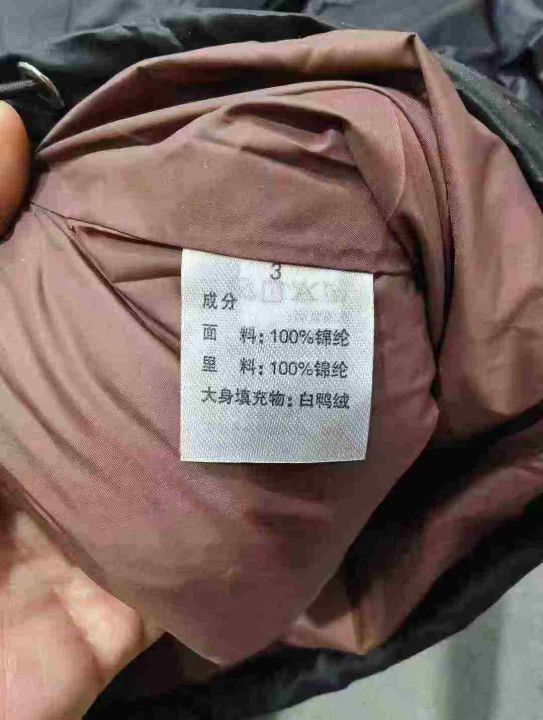 3
成分
面 料:100%锦纶
里 料:100%锦纶
大身填充物:白鸭绒